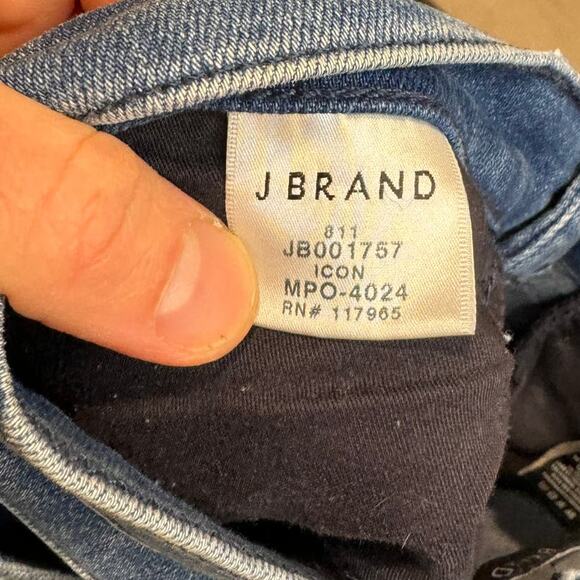 J BRAND
811
JB001757
ICON
MPO-4024
RN# 117965